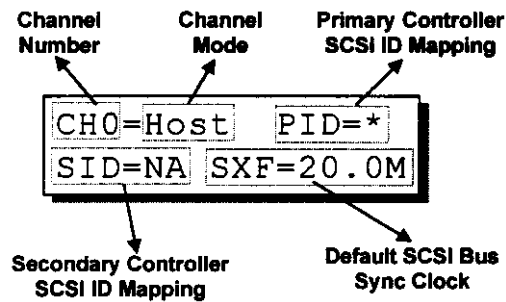 Channel Number
Channel Mode
Primary Controller SCSI ID Mapping
CH0=Host PID=*
SID=NA SXF=20.0M
Secondary Controller SCSI ID Mapping
Default SCSI Bus Sync Clock